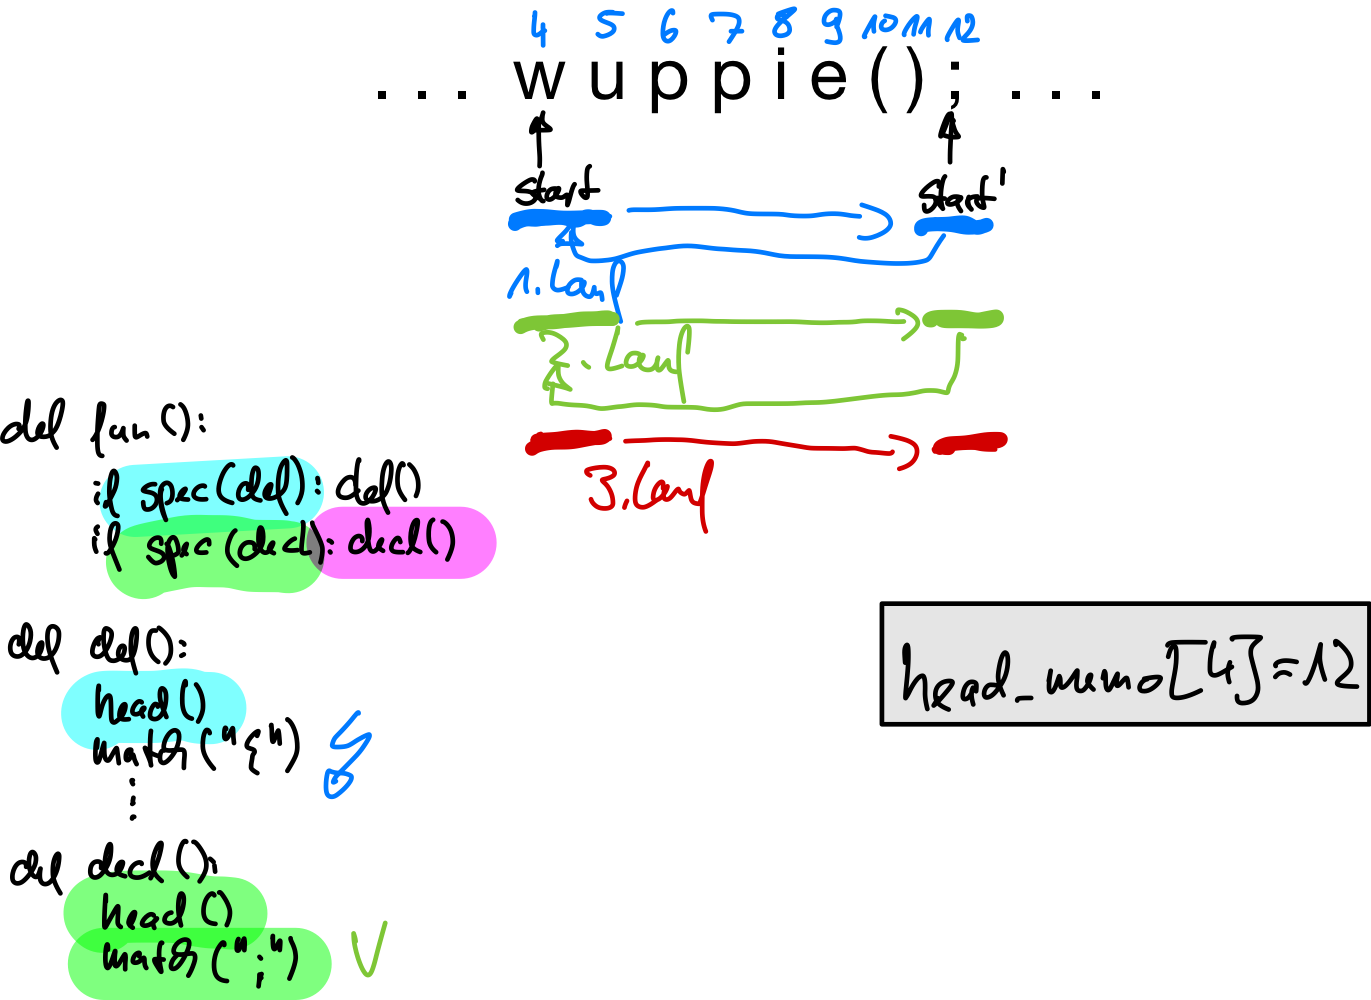 4 5 6 7 8 9 10 11 12
... wuppie(); ...
start start'
1. Lauf
2. Lauf
3. Lauf
def fun():
if spec(def): def()
if spec(decl): decl()
def def():
head()
match("{")
⋮
def decl():
head()
match(";")
head_memo[4]=12